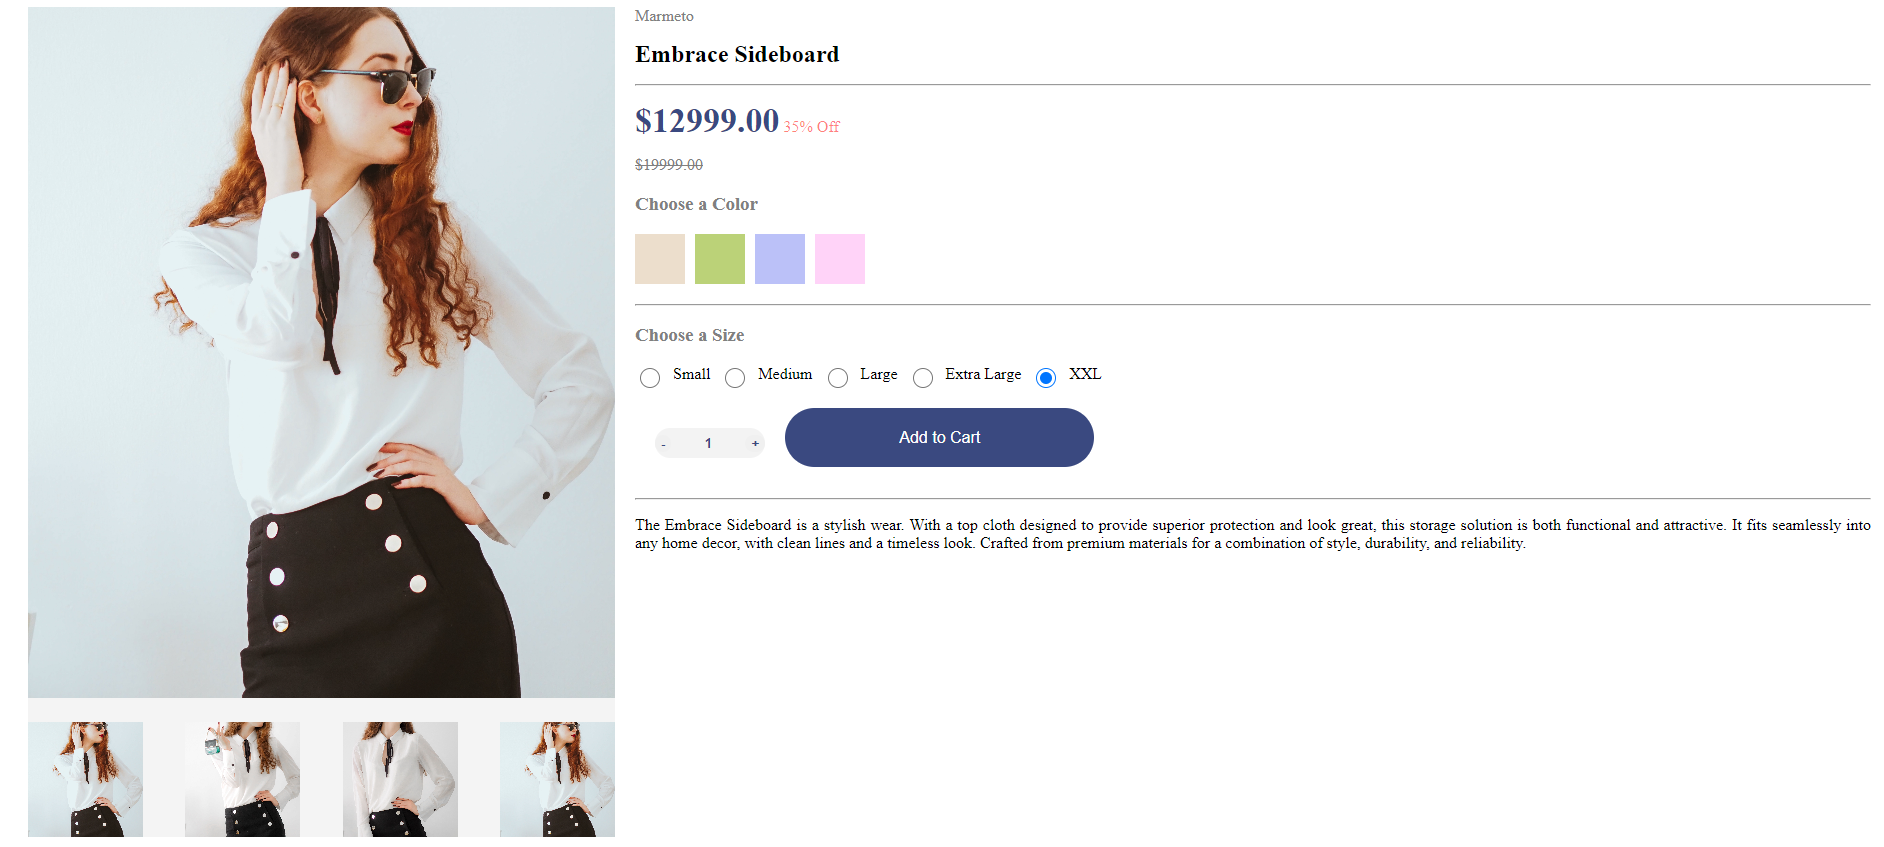 Marmeto
Embrace Sideboard
$12999.00 35% Off
$19999.00
Choose a Color
Choose a Size
Small Medium Large Extra Large XXL
- 1 + Add to Cart
The Embrace Sideboard is a stylish wear. With a top cloth designed to provide superior protection and look great, this storage solution is both functional and attractive. It fits seamlessly into
any home decor, with clean lines and a timeless look. Crafted from premium materials for a combination of style, durability, and reliability.